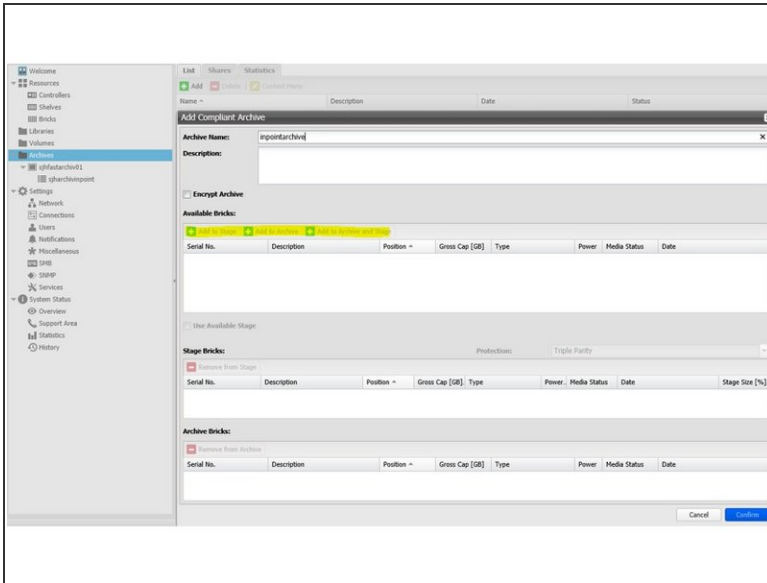 Welcome
Resources
Controllers
Shelves
Bricks
Libraries
Volumes
Archives
sjhfastarchiv01
sjharchivinpoint
Settings
Network
Connections
Users
Notifications
Miscellaneous
SMB
SNMP
Services
System Status
Overview
Support Area
Statistics
History
List Shares Statistics
Add Delete Context Menu
Name Description Date Status
Add Compliant Archive
Archive Name: inpointarchive
Description:
Encrypt Archive
Available Bricks:
Add to Stage Add to Archive Add to Archive and Stage
Serial No. Description Position Gross Cap [GB] Type Power Media Status Date
Use Available Stage
Stage Bricks: Protection: Triple Parity
Remove from Stage
Serial No. Description Position Gross Cap [GB] Type Power.. Media Status Date Stage Size [%]
Archive Bricks:
Remove from Archive
Serial No. Description Position Gross Cap [GB] Type Power Media Status Date
Cancel Confirm